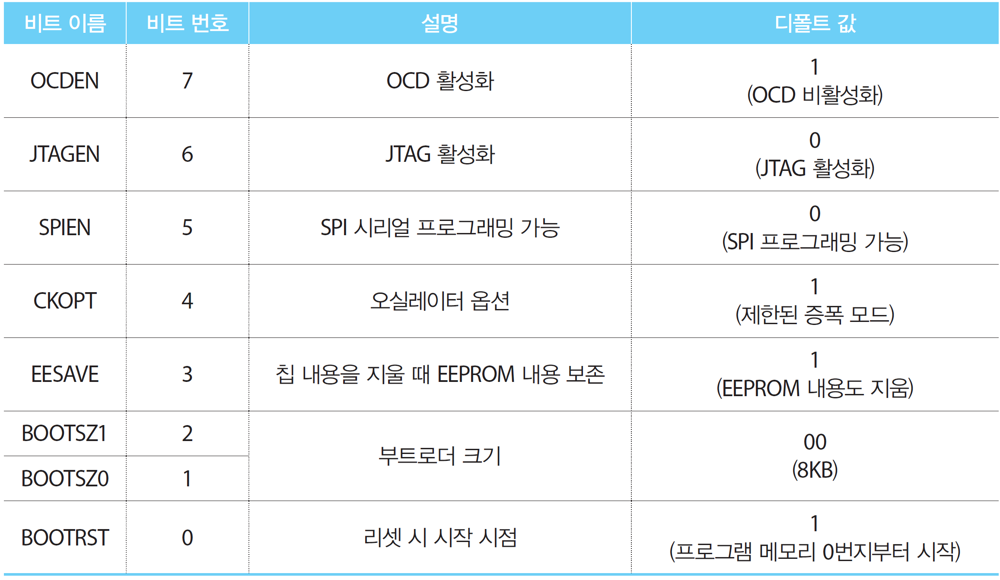 비트 이름 비트 번호 설명 디폴트 값
OCDEN 7 OCD 활성화 1
(OCD 비활성화)
JTAGEN 6 JTAG 활성화 0
(JTAG 활성화)
SPIEN 5 SPI 시리얼 프로그래밍 가능 0
(SPI 프로그래밍 가능)
CKOPT 4 오실레이터 옵션 1
(제한된 증폭 모드)
EESAVE 3 칩 내용을 지울 때 EEPROM 내용 보존 1
(EEPROM 내용도 지움)
BOOTSZ1 2 부트로더 크기 00
(8KB)
BOOTSZ0 1
BOOTRST 0 리셋 시 시작 시점 1
(프로그램 메모리 0번지부터 시작)